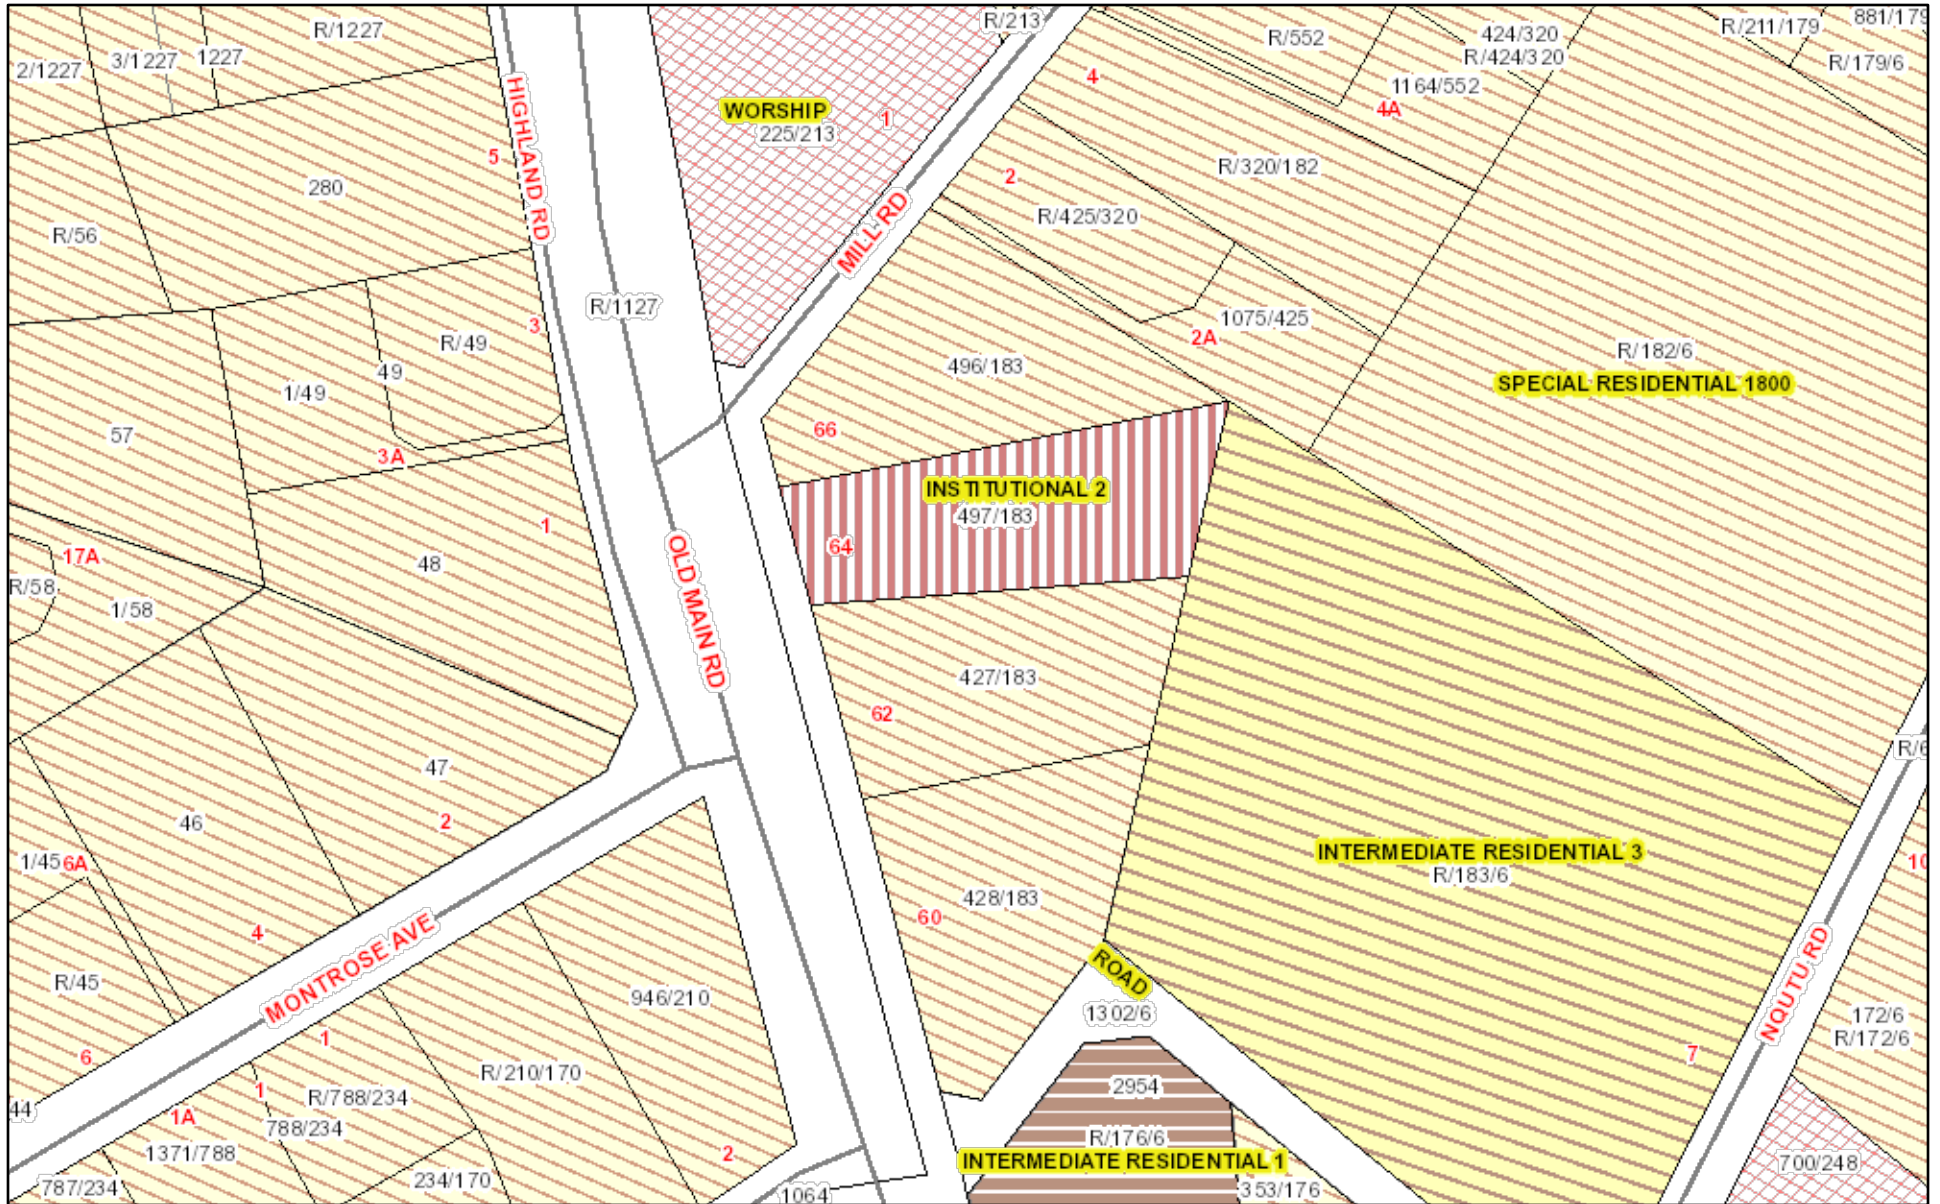 R/1227
R/213
R/552
424/320
R/424/320
R/211/179
881/179
2/1227
3/1227
1227
R/179/6
4
1164/552
4A
HIGHLAND RD
WORSHIP
1
225/213
5
280
2
R/320/182
R/425/320
R/56
MILL RD
R/1127
3
R/49
1075/425
2A
R/182/6
SPECIAL RESIDENTIAL 1800
496/183
49
1/49
57
66
3A
INSTITUTIONAL 2
497/183
64
1
48
17A
R/58
1/58
OLD MAIN RD
427/183
62
47
46
2
1/45
6A
INTERMEDIATE RESIDENTIAL 3
R/183/6
10
428/183
60
4
MONTROSE AVE
ROAD
NQUTU RD
R/45
946/210
1302/6
172/6
R/172/6
7
6
1
R/210/170
2954
1
R/788/234
44
1A
788/234
R/176/6
1371/788
2
INTERMEDIATE RESIDENTIAL 1
700/248
787/234
234/170
1064
353/176